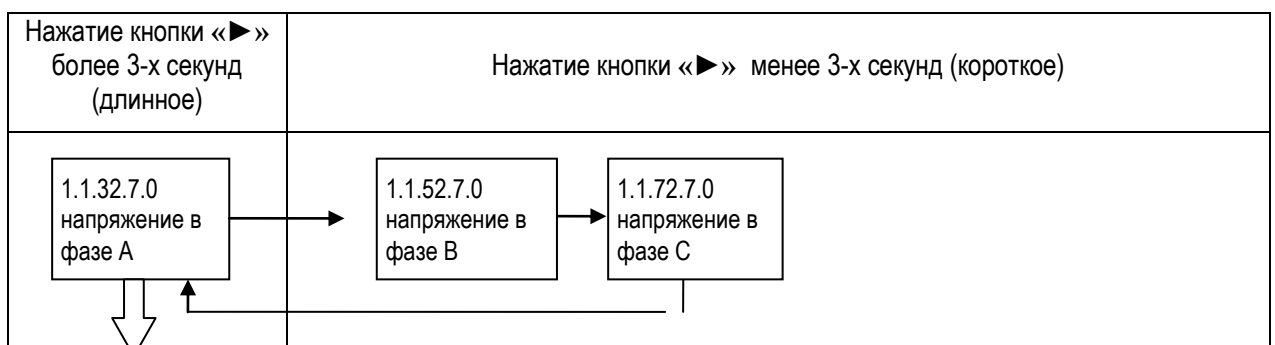 Нажатие кнопки «►»
более 3-х секунд
(длинное)
Нажатие кнопки «►» менее 3-х секунд (короткое)
1.1.32.7.0
напряжение в
фазе А
1.1.52.7.0
напряжение в
фазе В
1.1.72.7.0
напряжение в
фазе С